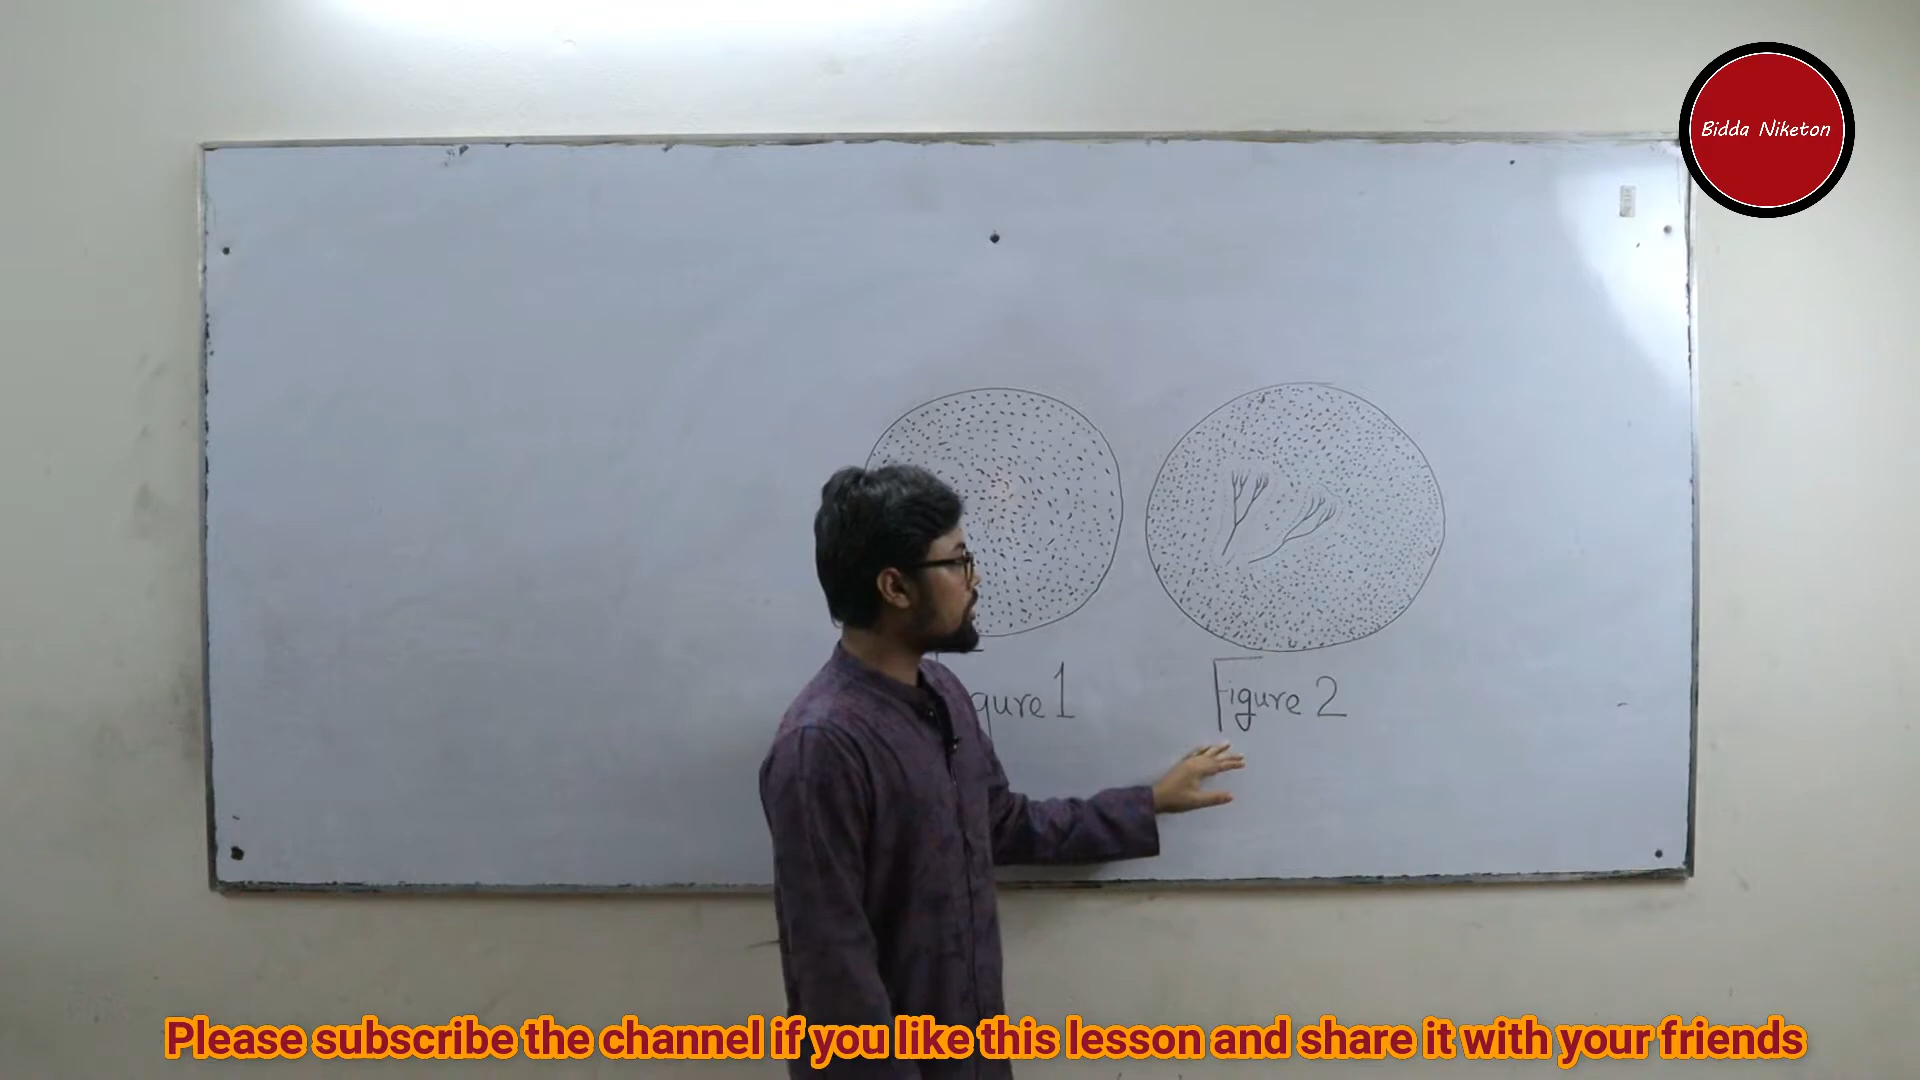 Bidda Niketon
gure 1
Figure 2
Please subscribe the channel if you like this lesson and share it with your friends